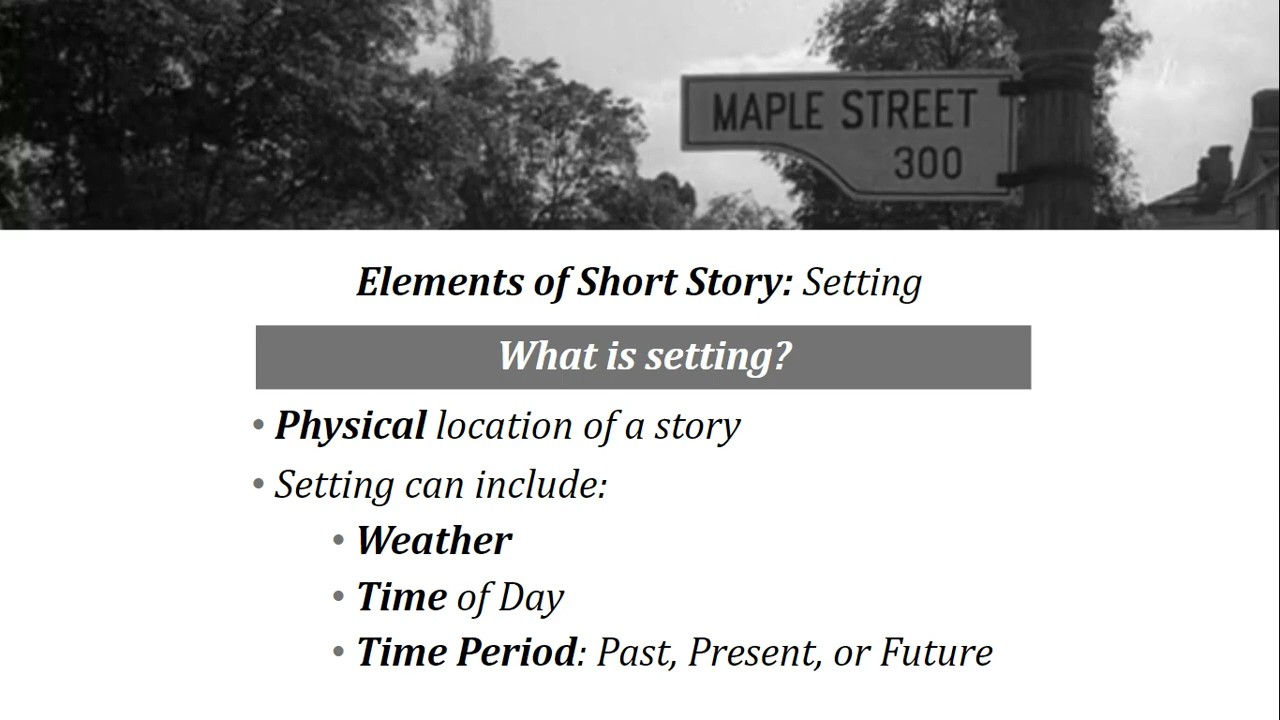 MAPLE STREET
300
Elements of Short Story: Setting
What is setting?
• Physical location of a story
• Setting can include:
• Weather
• Time of Day
• Time Period: Past, Present, or Future